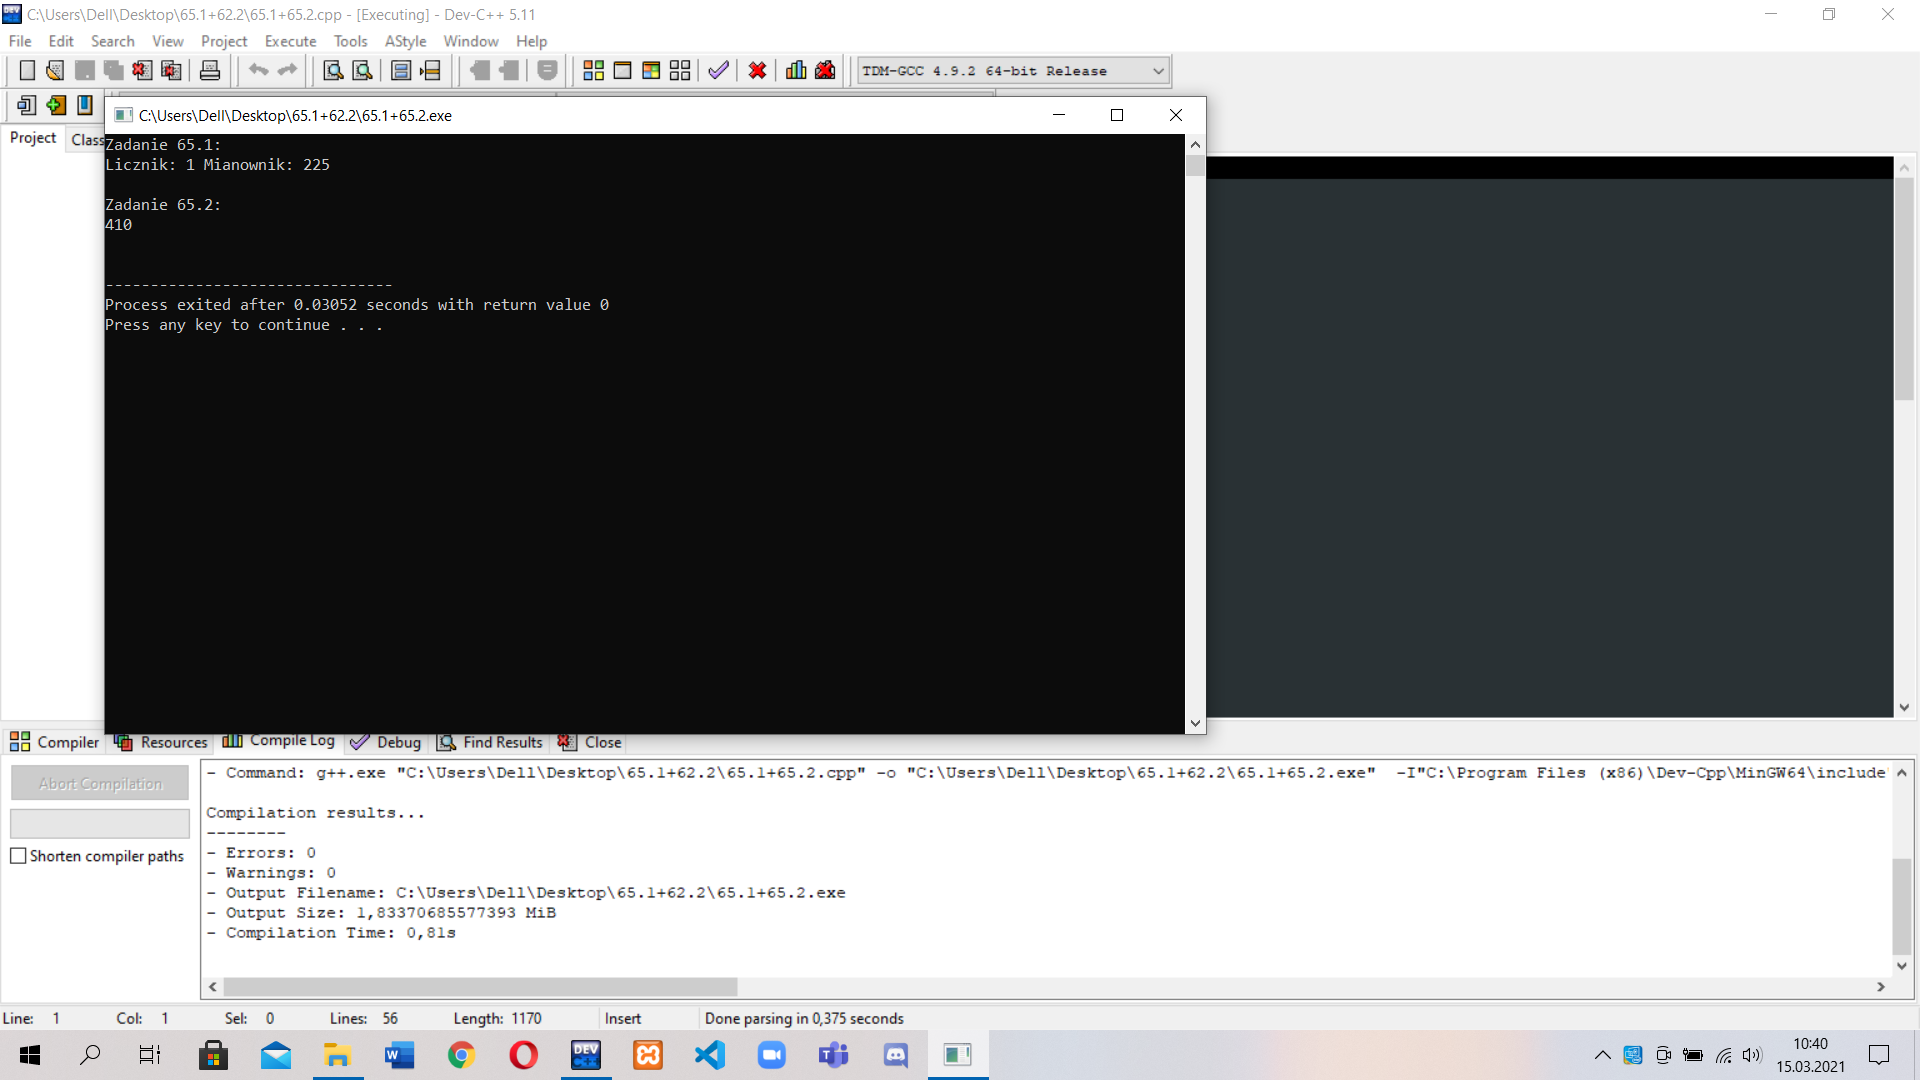 C:\Users\Dell\Desktop\65.1+62.2\65.1+65.2.cpp - [Executing] - Dev-C++ 5.11
File Edit Search View Project Execute Tools AStyle Window Help
TDM-GCC 4.9.2 64-bit Release
C:\Users\Dell\Desktop\65.1+62.2\65.1+65.2.exe
Project Clas
Zadanie 65.1:
Licznik: 1 Mianownik: 225
Zadanie 65.2:
410
--------------------------------
Process exited after 0.03052 seconds with return value 0
Press any key to continue . . .
Compiler Resources Compile Log Debug Find Results Close
Abort Compilation
Shorten compiler paths
- Command: g++.exe "C:\Users\Dell\Desktop\65.1+62.2\65.1+65.2.cpp" -o "C:\Users\Dell\Desktop\65.1+62.2\65.1+65.2.exe" -I"C:\Program Files (x86)\Dev-Cpp\MinGW64\include
Compilation results...
--------
- Errors: 0
- Warnings: 0
- Output Filename: C:\Users\Dell\Desktop\65.1+62.2\65.1+65.2.exe
- Output Size: 1,83370685577393 MiB
- Compilation Time: 0,81s
Line: 1 Col: 1 Sel: 0 Lines: 56 Length: 1170 Insert Done parsing in 0,375 seconds
DEV C++
10:40
15.03.2021